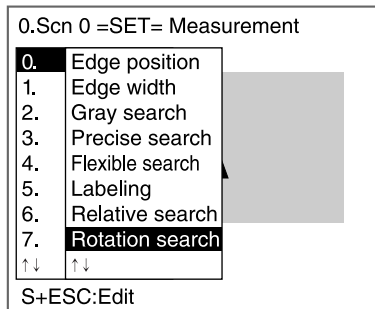 0.Scn 0 =SET= Measurement
0. Edge position
1. Edge width
2. Gray search
3. Precise search
4. Flexible search
5. Labeling
6. Relative search
7. Rotation search
↑↓ ↑↓
S+ESC:Edit